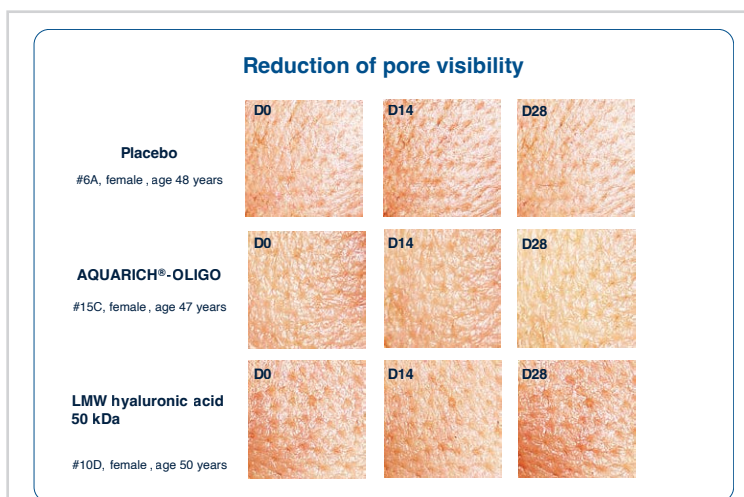 Reduction of pore visibility
D0 D14 D28
Placebo
#6A, female , age 48 years
D0 D14 D28
AQUARICH®-OLIGO
#15C, female , age 47 years
D0 D14 D28
LMW hyaluronic acid
50 kDa
#10D, female , age 50 years